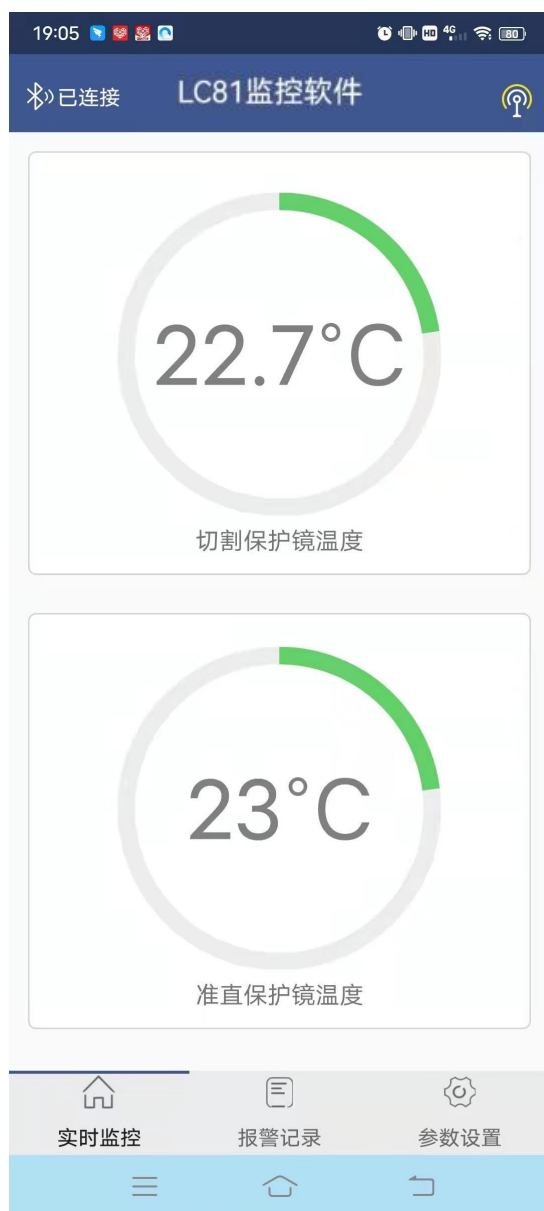 19:05
HD 4G 80
已连接
LC81监控软件
22.7°C
切割保护镜温度
23°C
准直保护镜温度
实时监控
报警记录
参数设置